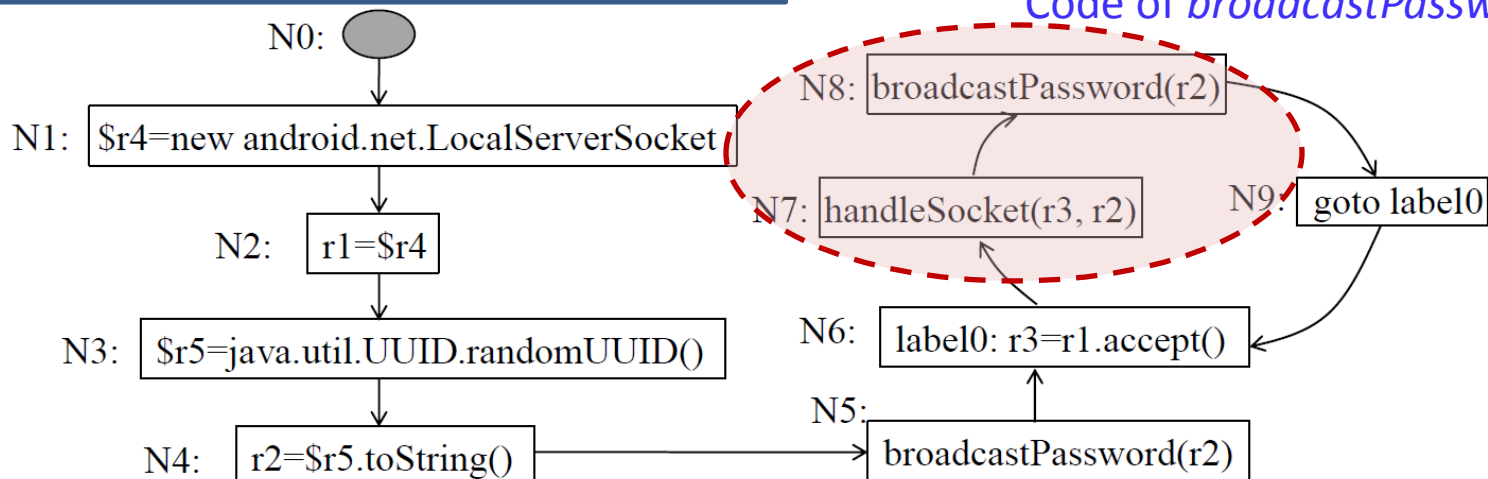 Code of
N0:
N1: $r4=new android.net.LocalServerSocket
N2: r1=$r4
N3: $r5=java.util.UUID.randomUUID()
N4: r2=$r5.toString()
N5: broadcastPassword(r2)
N6: label0: r3=r1.accept()
N7: handleSocket(r3, r2)
N8: broadcastPassword(r2)
N9: goto label0